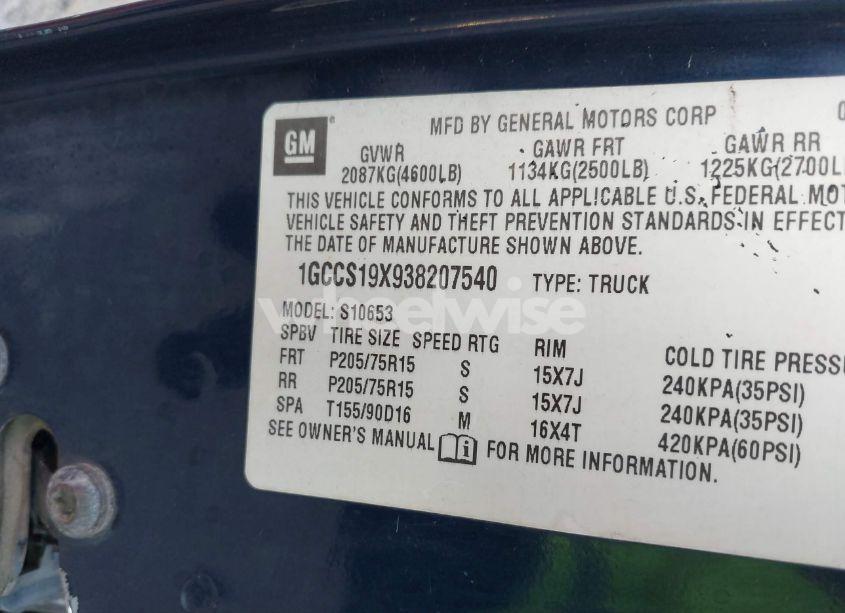 GM
MFD BY GENERAL MOTORS CORP
GVWR GAWR FRT GAWR RR
2087KG(4600LB) 1134KG(2500LB) 1225KG(2700LB
THIS VEHICLE CONFORMS TO ALL APPLICABLE U.S. FEDERAL MOT
VEHICLE SAFETY AND THEFT PREVENTION STANDARDS IN EFFECT
THE DATE OF MANUFACTURE SHOWN ABOVE.
1GCCS19X938207540 TYPE: TRUCK
wheelwise
MODEL: S10653
SPBV TIRE SIZE SPEED RTG RIM COLD TIRE PRESS
FRT P205/75R15 S 15X7J 240KPA(35PSI)
RR P205/75R15 S 15X7J 240KPA(35PSI)
SPA T155/90D16 M 16X4T 420KPA(60PSI)
SEE OWNER'S MANUAL FOR MORE INFORMATION.